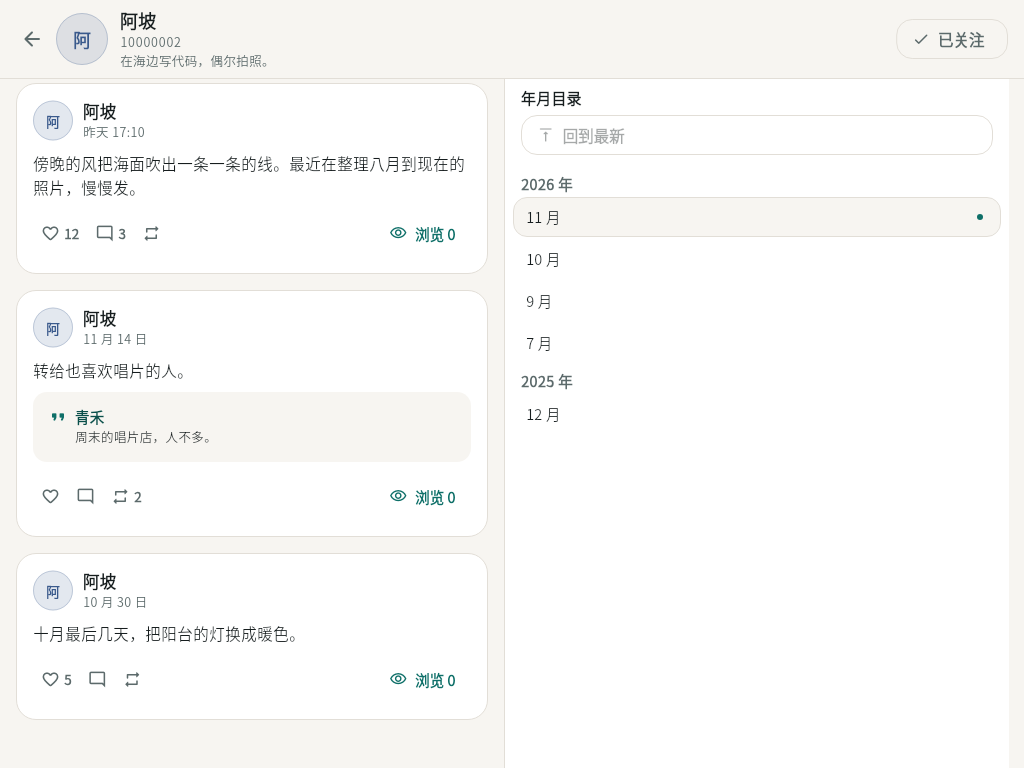 阿
阿坡
10000002
在海边写代码，偶尔拍照。
已关注
阿
阿坡
昨天 17:10
傍晚的风把海面吹出一条一条的线。最近在整理八月到现在的
照片，慢慢发。
12
3
浏览 0
阿
阿坡
11 月 14 日
转给也喜欢唱片的人。
青禾
周末的唱片店，人不多。
2
浏览 0
阿
阿坡
10 月 30 日
十月最后几天，把阳台的灯换成暖色。
5
浏览 0
年月目录
回到最新
2026 年
11 月
10 月
9 月
7 月
2025 年
12 月